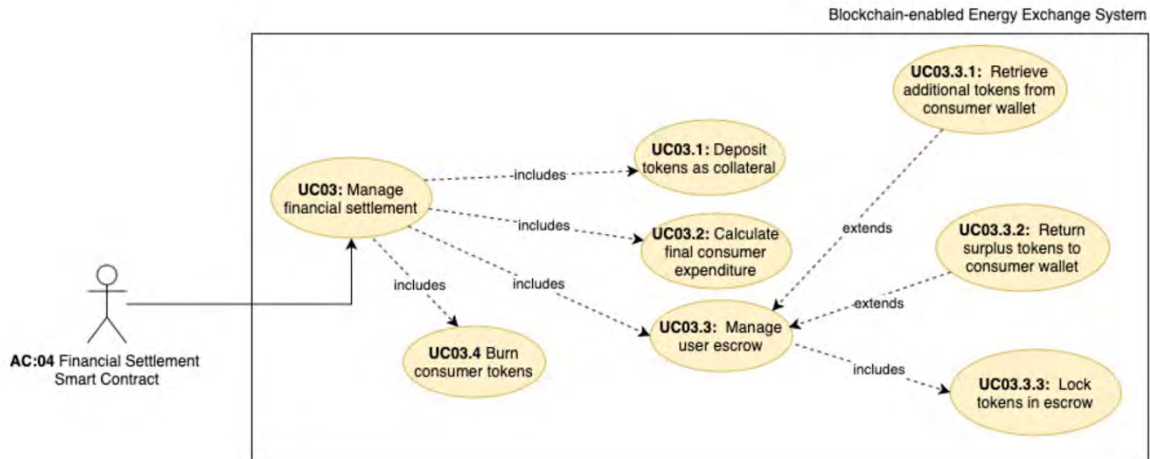 Blockchain-enabled Energy Exchange System
UC03.3.1: Retrieve
additional tokens from
consumer wallet
UC03.1: Deposit
tokens as collateral
includes
UC03: Manage
financial settlement
includes
UC03.2: Calculate
final consumer
expenditure
extends
UC03.3.2: Return
surplus tokens to
consumer wallet
includes
includes
extends
UC03.3: Manage
user escrow
UC03.4 Burn
consumer tokens
includes
UC03.3.3: Lock
tokens in escrow
AC:04 Financial Settlement
Smart Contract